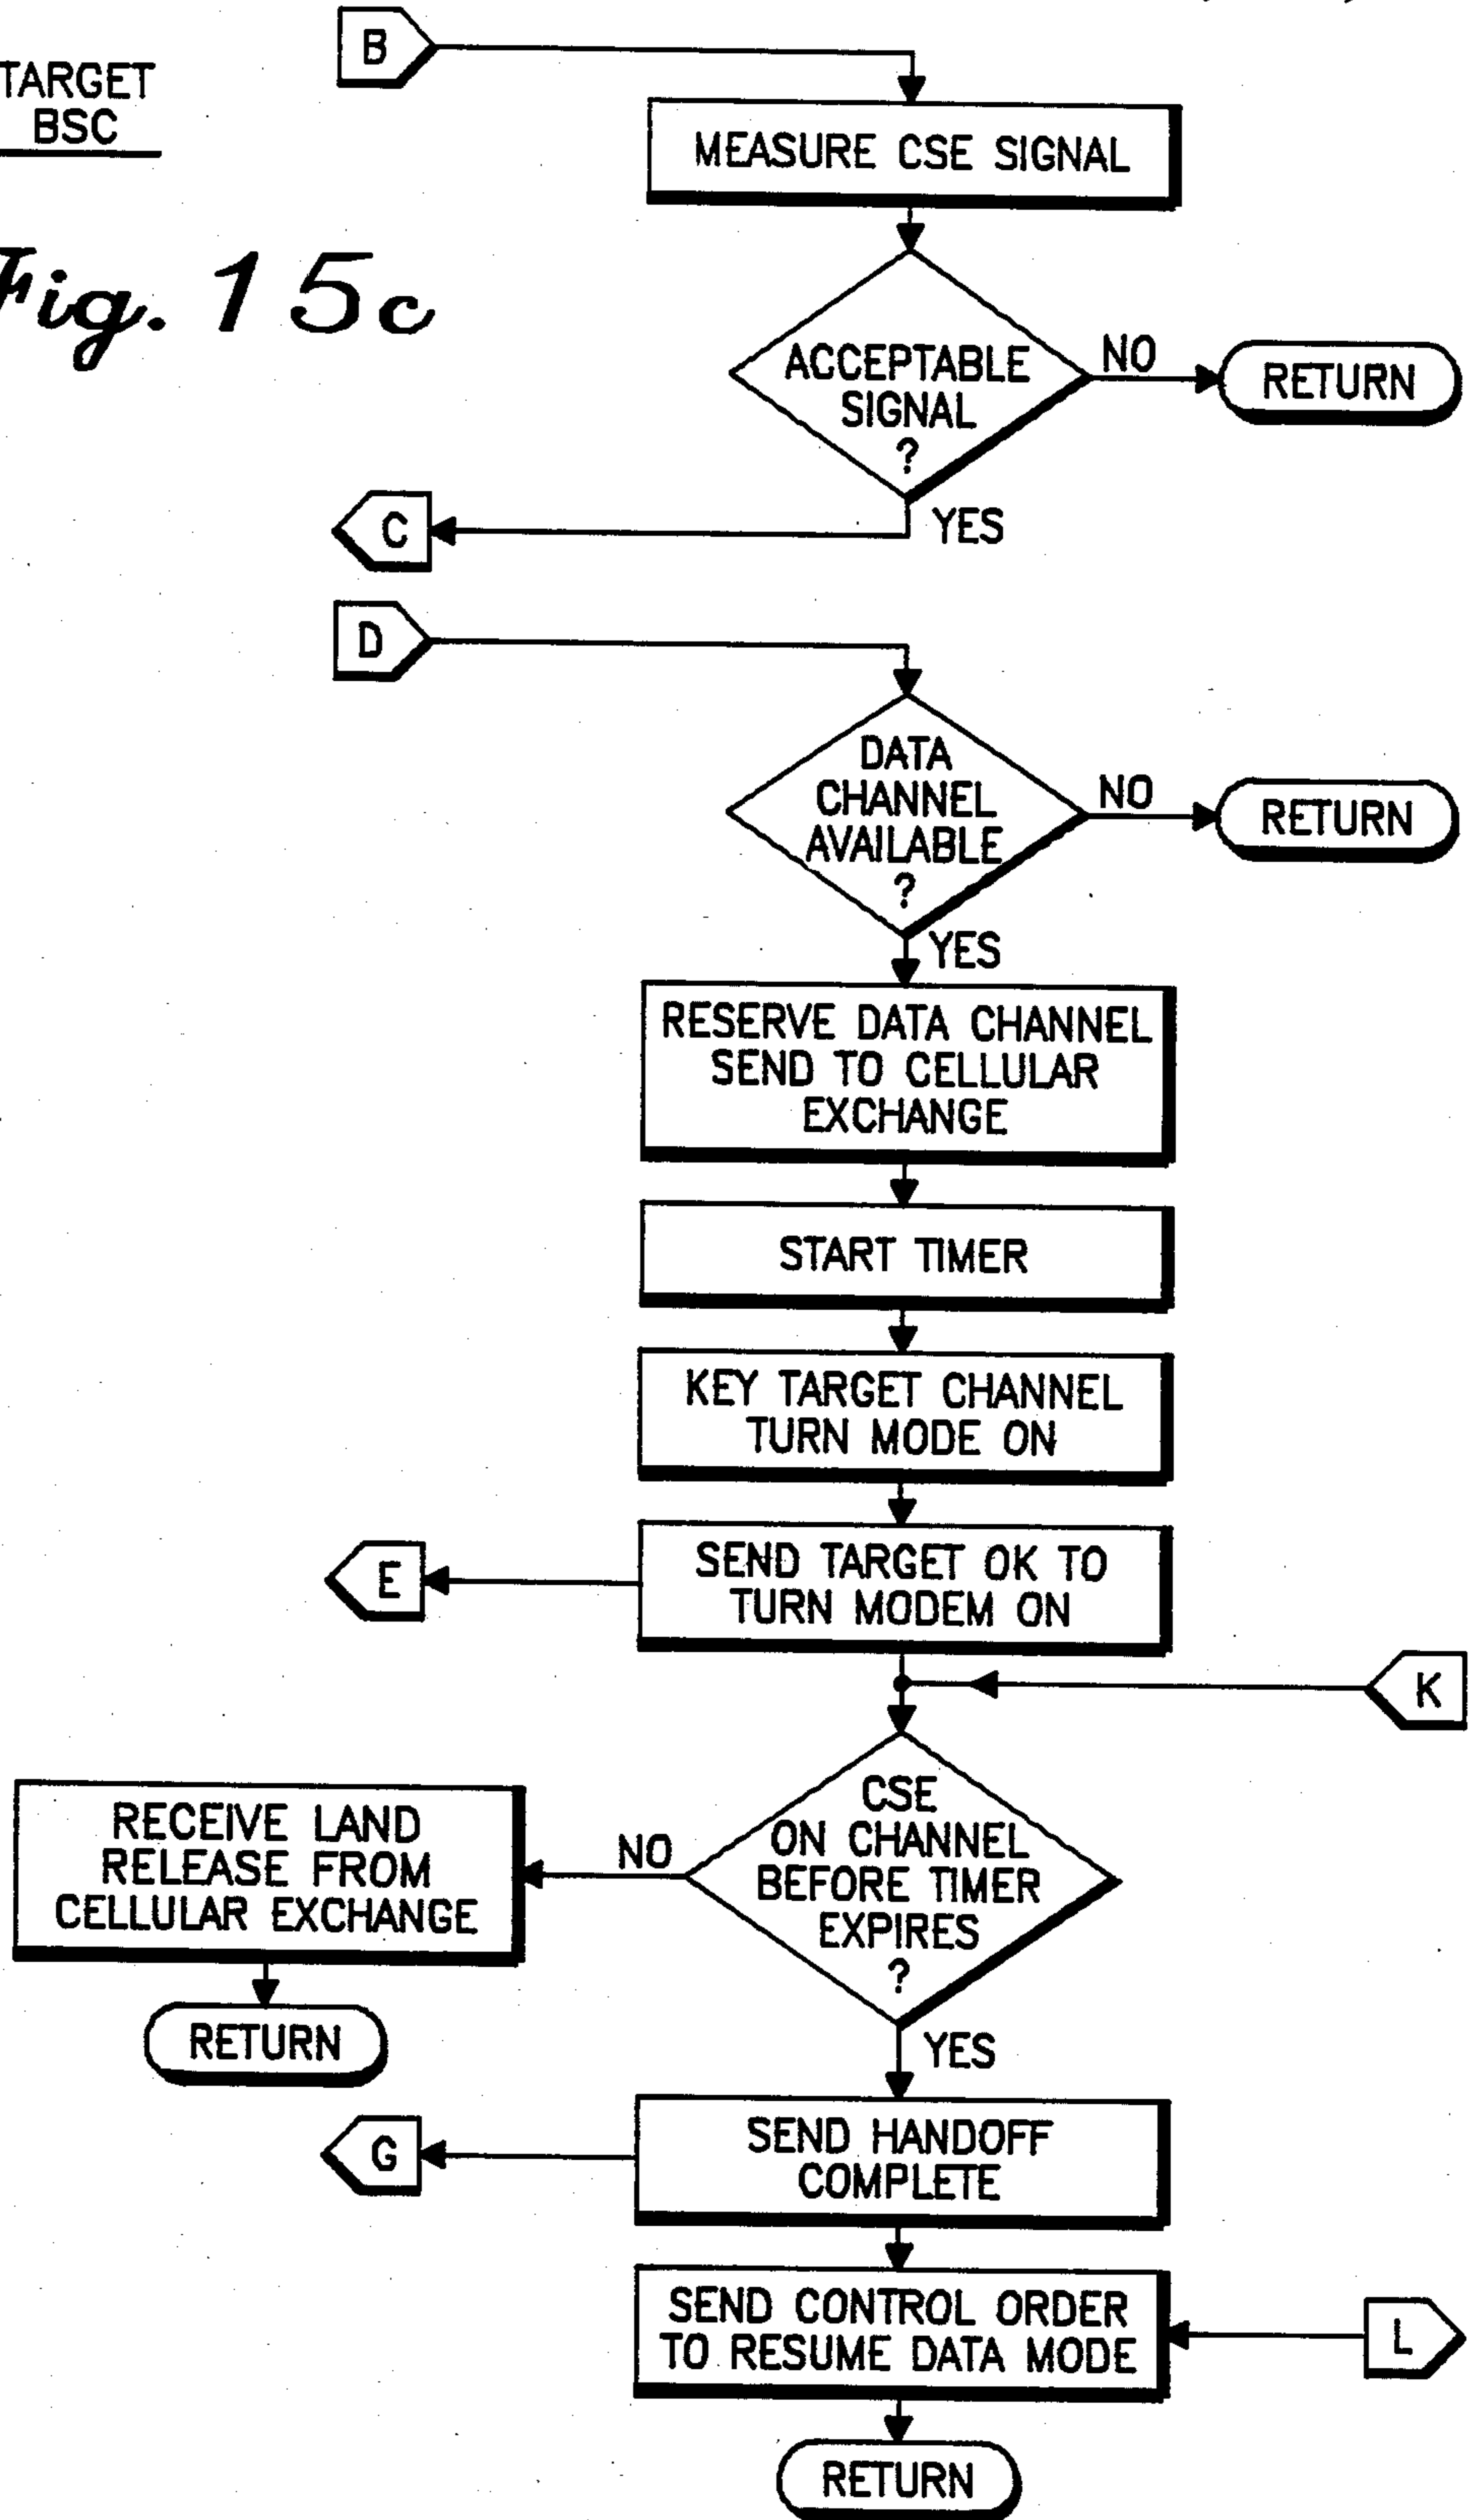 B
TARGET
BSC
MEASURE CSE SIGNAL
Fig. 15c
ACCEPTABLE
SIGNAL
?
NO
RETURN
YES
C
D
DATA
CHANNEL
AVAILABLE
?
NO
RETURN
YES
RESERVE DATA CHANNEL
SEND TO CELLULAR
EXCHANGE
START TIMER
KEY TARGET CHANNEL
TURN MODE ON
SEND TARGET OK TO
TURN MODEM ON
E
K
CSE
ON CHANNEL
BEFORE TIMER
EXPIRES
?
NO
RECEIVE LAND
RELEASE FROM
CELLULAR EXCHANGE
RETURN
YES
SEND HANDOFF
COMPLETE
G
SEND CONTROL ORDER
TO RESUME DATA MODE
L
RETURN